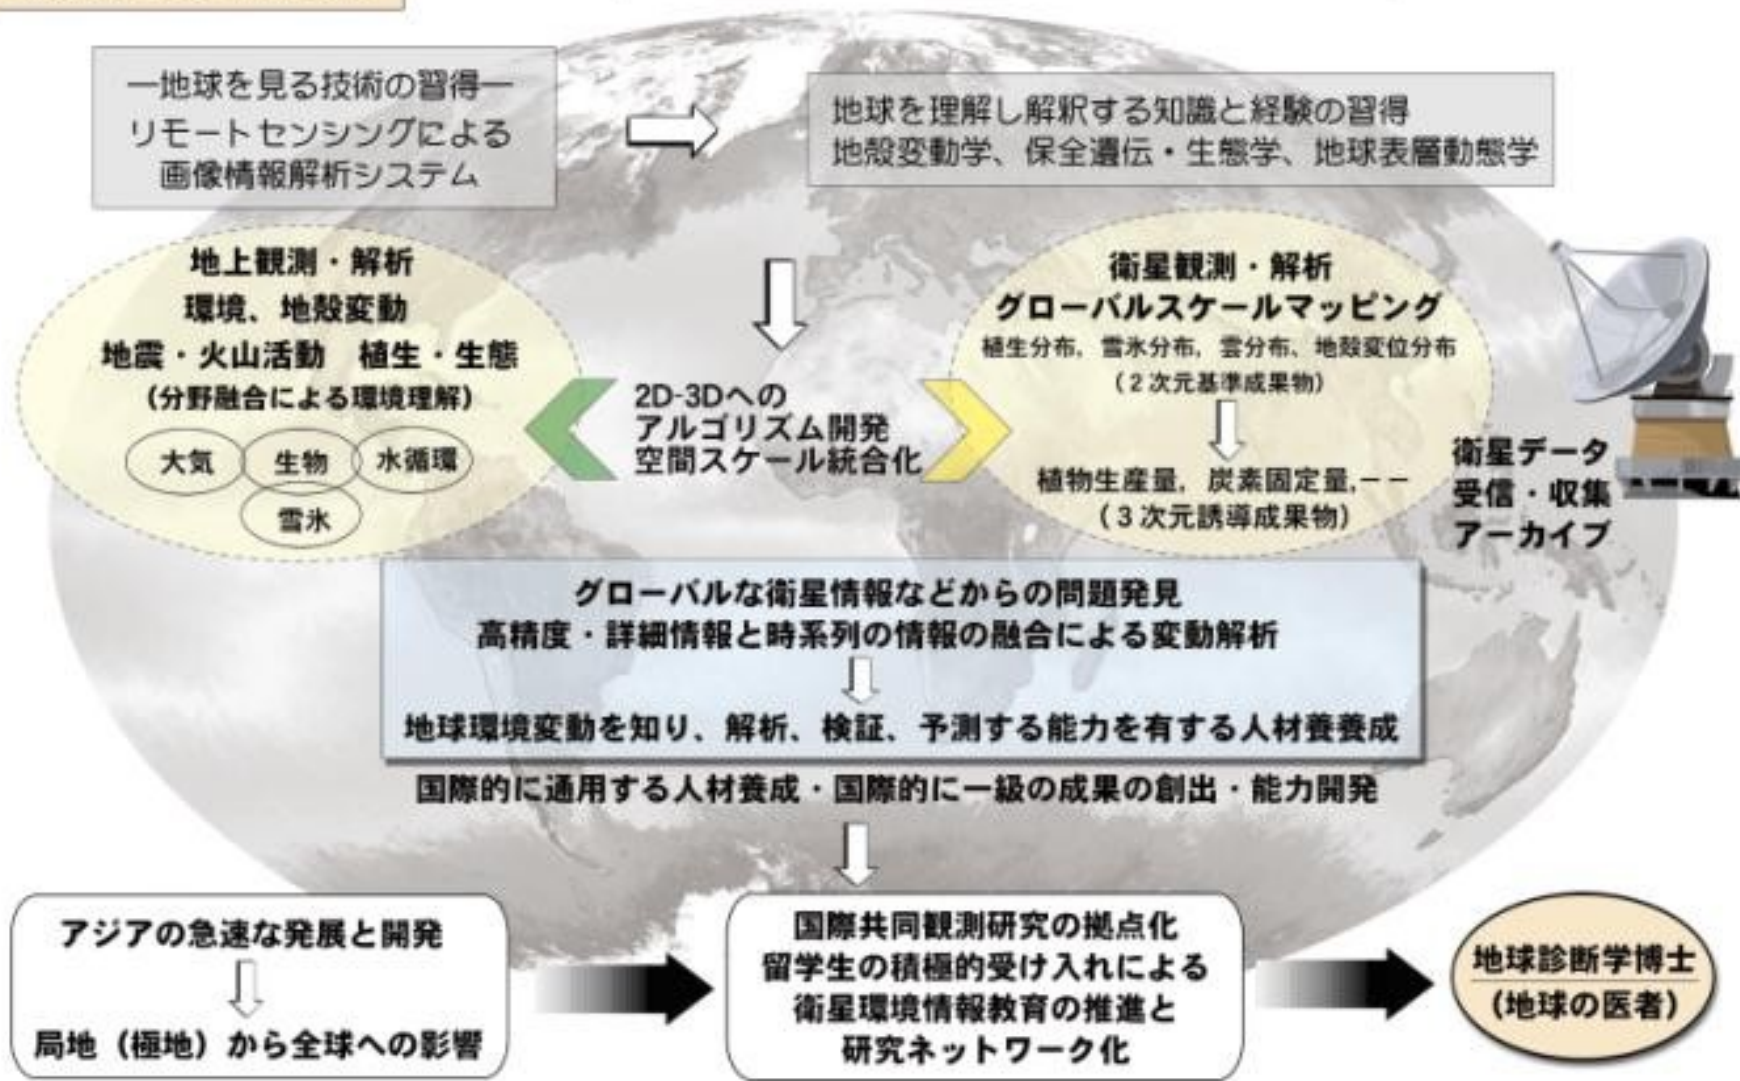 ―地球を見る技術の習得―
リモートセンシングによる
画像情報解析システム
地球を理解し解釈する知識と経験の習得
地殻変動学、保全遺伝・生態学、地球表層動態学
地上観測・解析
環境、地殻変動
地震・火山活動　植生・生態
(分野融合による環境理解)
大気
生物
水循環
雪氷
2D-3Dへの
アルゴリズム開発
空間スケール統合化
衛星観測・解析
グローバルスケールマッピング
植生分布, 雪氷分布, 雲分布、地殻変位分布
(2次元基準成果物)
植物生産量, 炭素固定量,－－
(3次元誘導成果物)
衛星データ
受信・収集
アーカイブ
グローバルな衛星情報などからの問題発見
高精度・詳細情報と時系列の情報の融合による変動解析
地球環境変動を知り、解析、検証、予測する能力を有する人材養養成
国際的に通用する人材養成・国際的に一級の成果の創出・能力開発
アジアの急速な発展と開発
局地（極地）から全球への影響
国際共同観測研究の拠点化
留学生の積極的受け入れによる
衛星環境情報教育の推進と
研究ネットワーク化
地球診断学博士
(地球の医者)